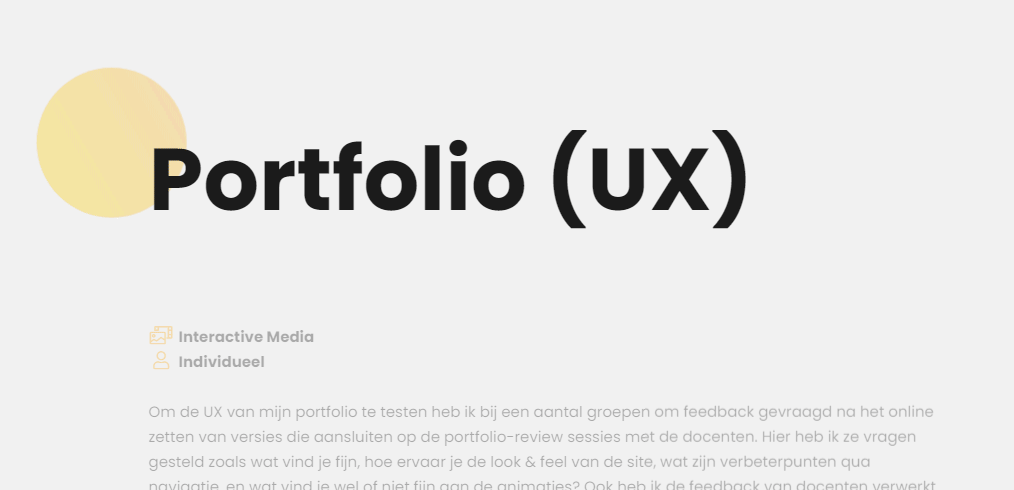 Portfolio (UX)
Interactive Media
Individueel
Om de UX van mijn portfolio te testen heb ik bij een aantal groepen om feedback gevraagd na het online
zetten van versies die aansluiten op de portfolio-review sessies met de docenten. Hier heb ik ze vragen
gesteld zoals wat vind je fijn, hoe ervaar je de look & feel van de site, wat zijn verbeterpunten qua
navigatie, en wat vind je wel of niet fijn aan de animaties? Ook heb ik de feedback van docenten verwerkt